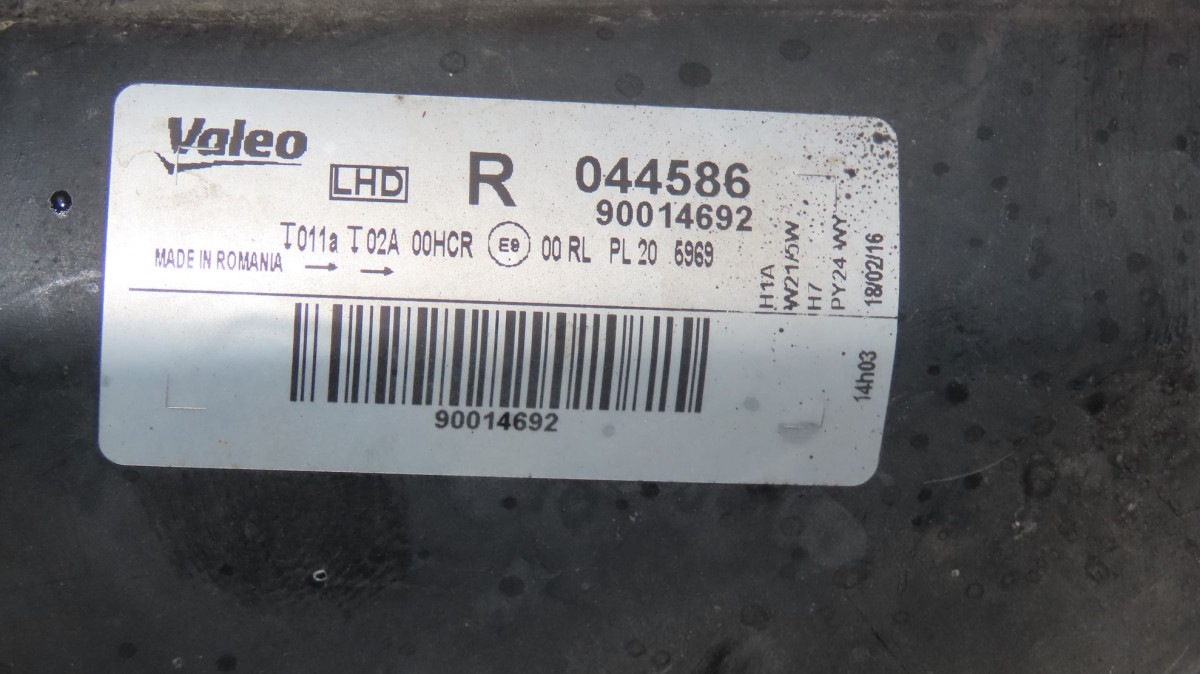 Valeo
LHD R 044586
90014692
T011a T02A 00HCR E9 00 RL PL 20 5969
MADE IN ROMANIA → →
H1A
W21/5W
H7
PY24 WY
18/02/16
14h03
90014692